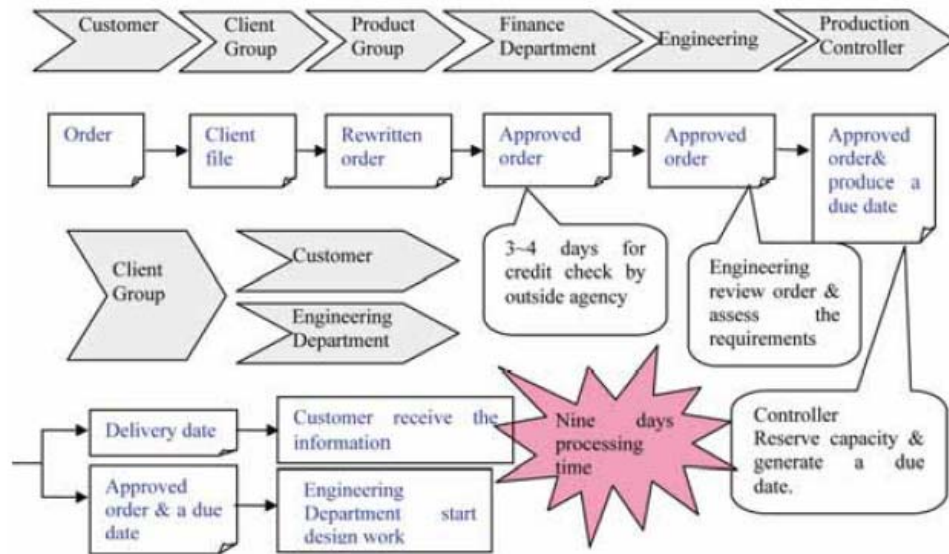 Customer
Client
Group
Product
Group
Finance
Department
Engineering
Production
Controller
Order
Client
file
Rewritten
order
Approved
order
Approved
order
Approved
order&
produce a
due date
3~4 days for
credit check by
outside agency
Engineering
review order &
assess the
requirements
Client
Group
Customer
Engineering
Department
Delivery date
Customer receive the
information
Nine days
processing
time
Controller
Reserve capacity &
generate a due
date.
Approved
order & a due
date
Engineering
Department start
design work